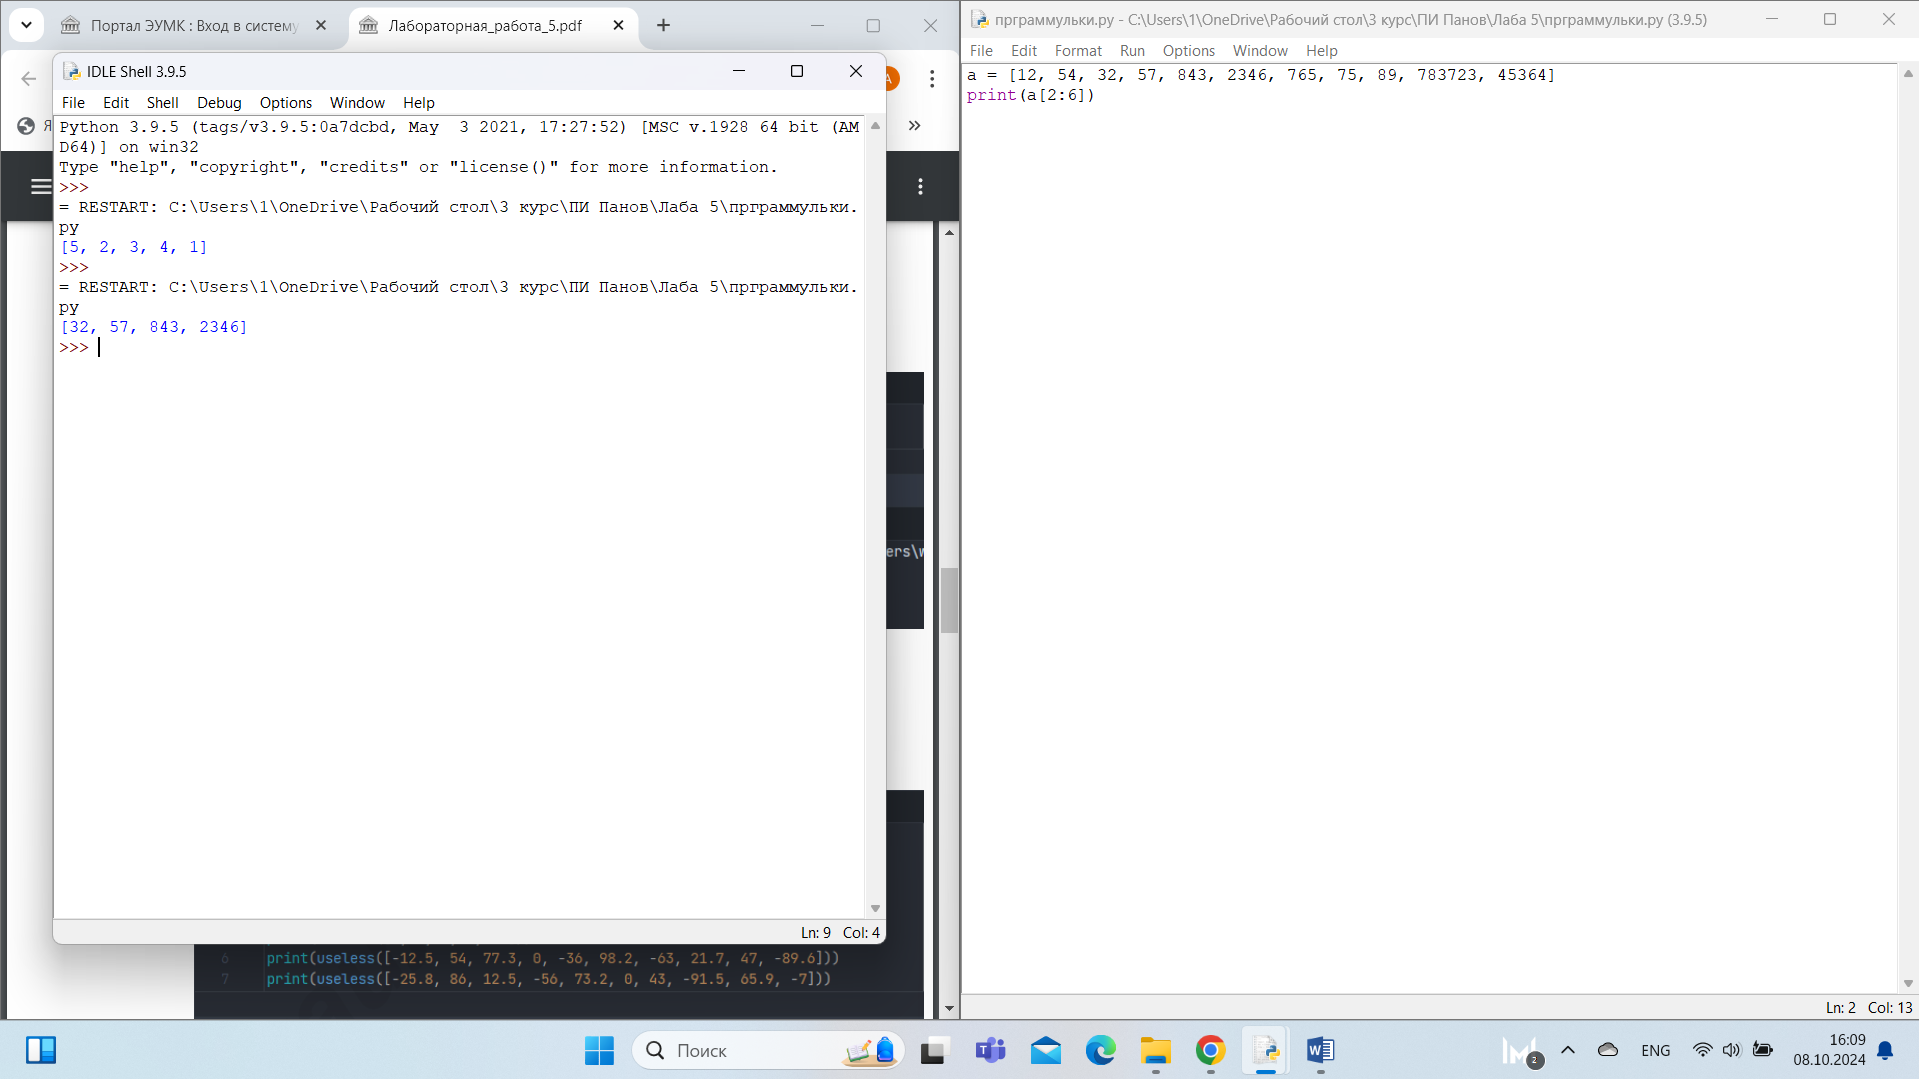 Портал ЭУМК : Вход в систему
Лабораторная_работа_5.pdf
IDLE Shell 3.9.5
File Edit Shell Debug Options Window Help
Python 3.9.5 (tags/v3.9.5:0a7dcbd, May  3 2021, 17:27:52) [MSC v.1928 64 bit (AM
D64)] on win32
Type "help", "copyright", "credits" or "license()" for more information.
>>>
= RESTART: C:\Users\1\OneDrive\Рабочий стол\3 курс\ПИ Панов\Лаба 5\прграммульки.
py
[5, 2, 3, 4, 1]
>>>
= RESTART: C:\Users\1\OneDrive\Рабочий стол\3 курс\ПИ Панов\Лаба 5\прграммульки.
py
[32, 57, 843, 2346]
>>>
Ln: 9 Col: 4
6 print(useless([-12.5, 54, 77.3, 0, -36, 98.2, -63, 21.7, 47, -89.6]))
7 print(useless([-25.8, 86, 12.5, -56, 73.2, 0, 43, -91.5, 65.9, -7]))
прграммульки.py - C:\Users\1\OneDrive\Рабочий стол\3 курс\ПИ Панов\Лаба 5\прграммульки.py (3.9.5)
File Edit Format Run Options Window Help
a = [12, 54, 32, 57, 843, 2346, 765, 75, 89, 783723, 45364]
print(a[2:6])
Ln: 2 Col: 13
Поиск
2
ENG
16:09
08.10.2024